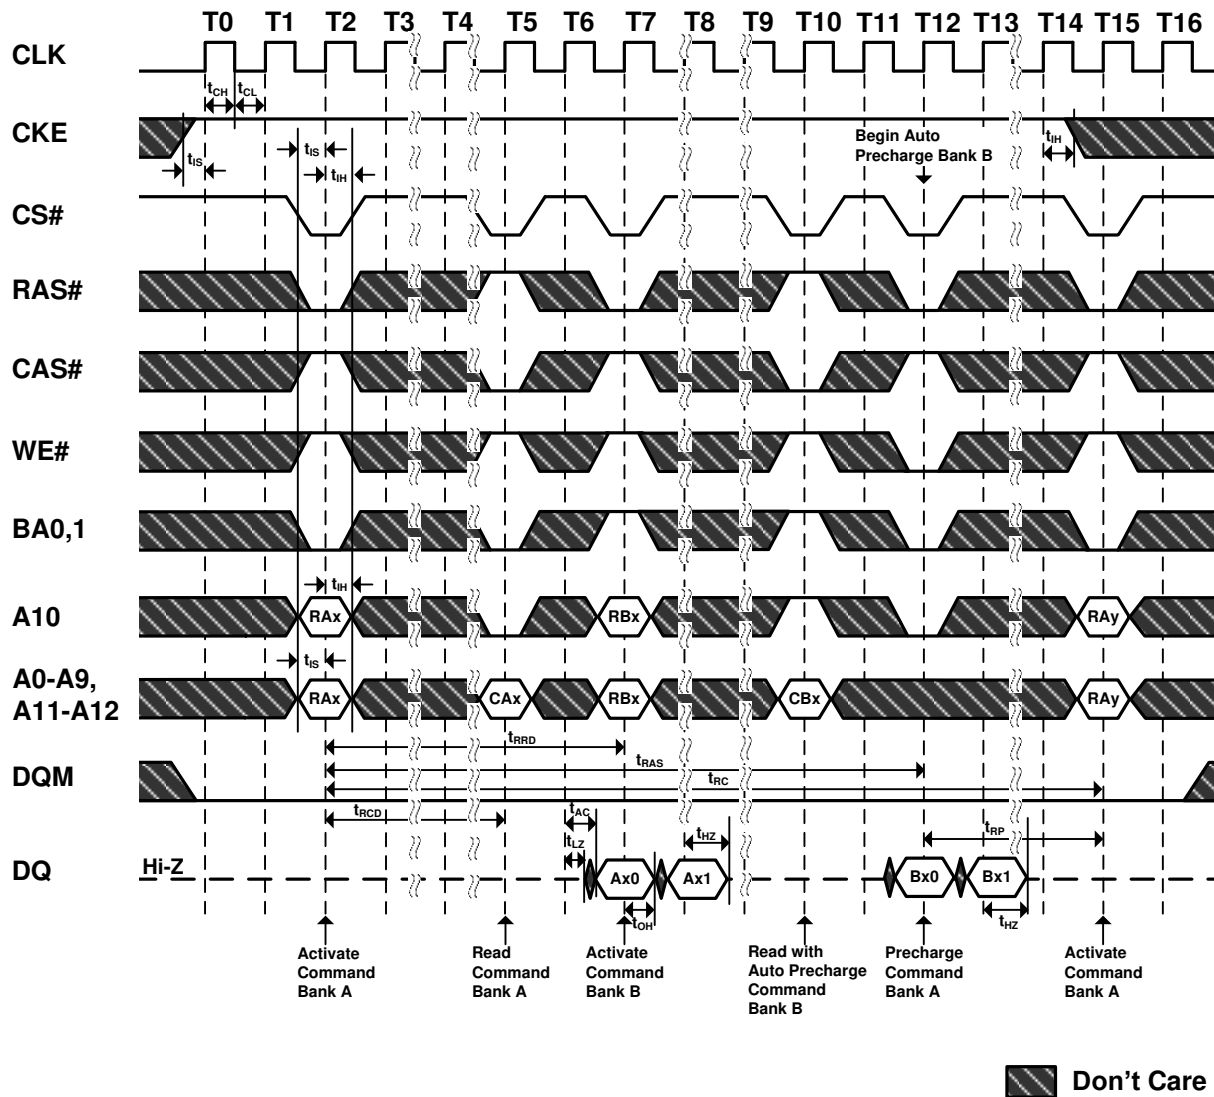 T0 T1 T2 T3 T4 T5 T6 T7 T8 T9 T10 T11 T12 T13 T14 T15 T16
CLK
tCH tCL
CKE
Begin Auto
Precharge Bank B
tIS
tIS
tIH
tIH
CS#
RAS#
CAS#
WE#
BA0,1
tIH
A10
RAx RBx RAy
tIS
A0-A9,
A11-A12
RAx CAx RBx CBx RAy
tRRD
tRAS
DQM
tRC
tRCD
tAC
tRP
tLZ
tHZ
DQ
Hi-Z
Ax0 Ax1 Bx0 Bx1
tOH
tHZ
Activate
Command
Bank A
Read
Command
Bank A
Activate
Command
Bank B
Read with
Auto Precharge
Command
Bank B
Precharge
Command
Bank A
Activate
Command
Bank A
Don't Care